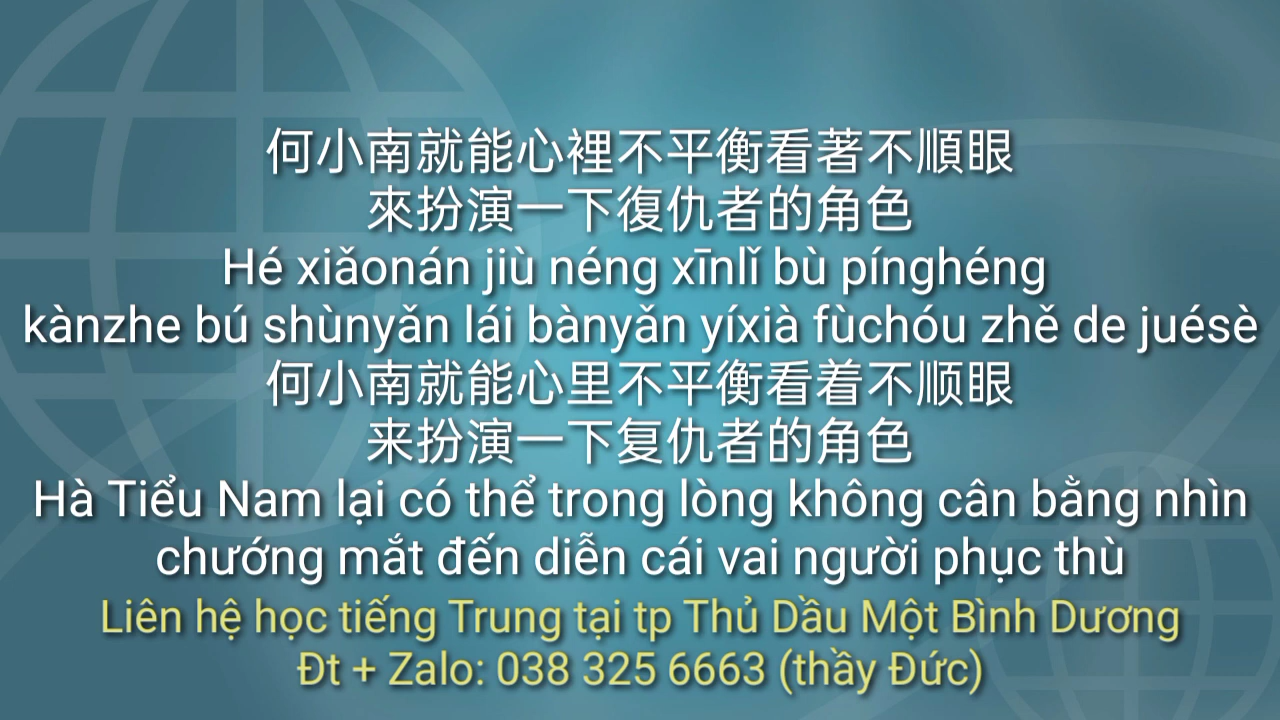 何小南就能心裡不平衡看著不順眼
來扮演一下復仇者的角色
Hé xiǎonán jiù néng xīnlǐ bù pínghéng
kànzhe bú shùnyǎn lái bànyǎn yíxià fùchóu zhě de juésè
何小南就能心里不平衡看着不顺眼
来扮演一下复仇者的角色
Hà Tiểu Nam lại có thể trong lòng không cân bằng nhìn
chướng mắt đến diễn cái vai người phục thù
Liên hệ học tiếng Trung tại tp Thủ Dầu Một Bình Dương
Đt + Zalo: 038 325 6663 (thầy Đức)